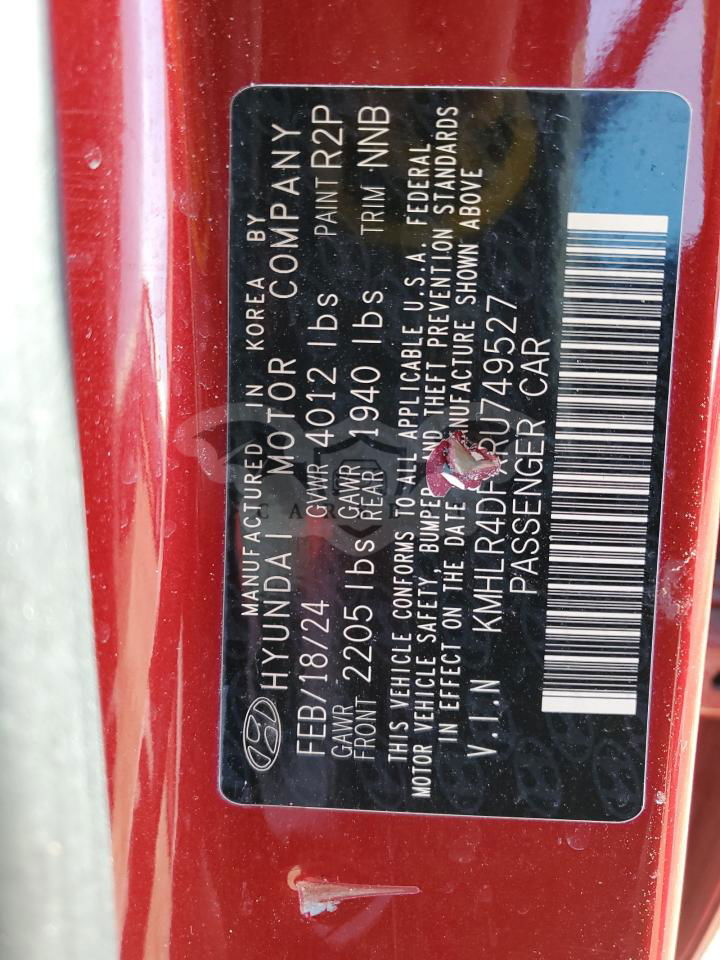 MANUFACTURED IN KOREA BY
HYUNDAI MOTOR COMPANY
FEB/18/24 GVWR 4012 lbs PAINT R2P
GAWR FRONT 2205 lbs GAWR REAR 1940 lbs TRIM NNB
THIS VEHICLE CONFORMS TO ALL APPLICABLE U.S.A. FEDERAL
MOTOR VEHICLE SAFETY, BUMPER AND THEFT PREVENTION STANDARDS
IN EFFECT ON THE DATE MANUFACTURE SHOWN ABOVE
V.I.N KMHLR4DF RU749527
PASSENGER CAR